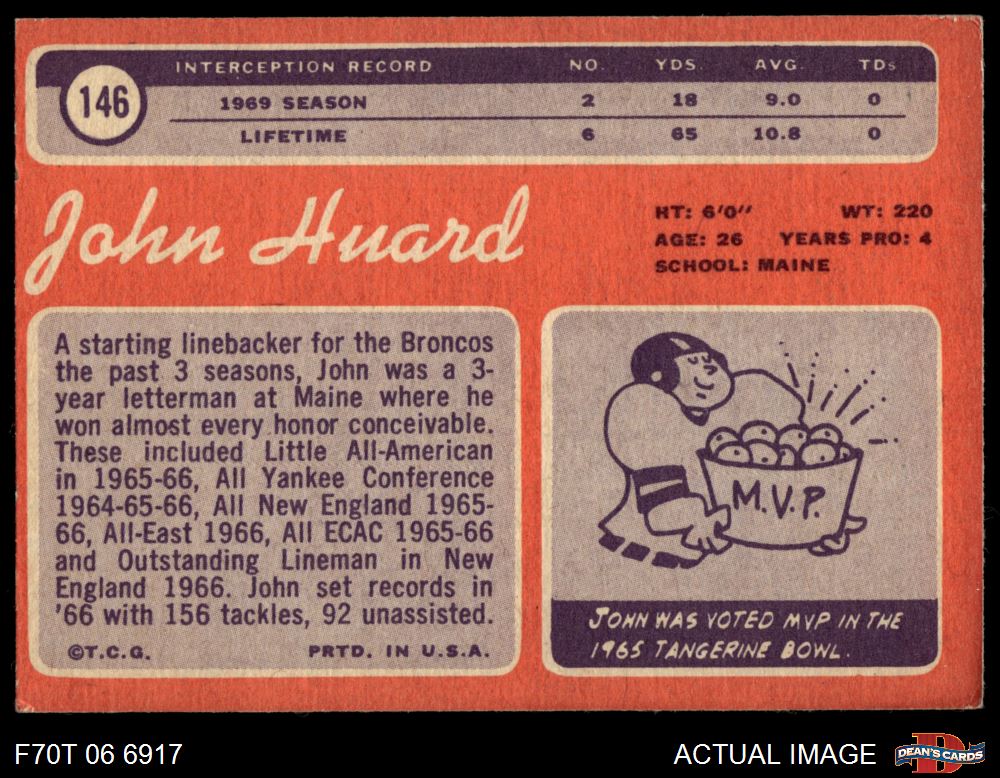 146
INTERCEPTION RECORD NO. YDS. AVG. TDs
1969 SEASON 2 18 9.0 0
LIFETIME 6 65 10.8 0
John Huard
HT: 6'0" WT: 220
AGE: 26 YEARS PRO: 4
SCHOOL: MAINE
A starting linebacker for the Broncos
the past 3 seasons, John was a 3-
year letterman at Maine where he
won almost every honor conceivable.
These included Little All-American
in 1965-66, All Yankee Conference
1964-65-66, All New England 1965-
66, All-East 1966, All ECAC 1965-66
and Outstanding Lineman in New
England 1966. John set records in
'66 with 156 tackles, 92 unassisted.
©T.C.G. PRTD. IN U.S.A.
M.V.P.
JOHN WAS VOTED MVP IN THE
1965 TANGERINE BOWL.
F70T 06 6917
ACTUAL IMAGE
DEAN'S CARDS